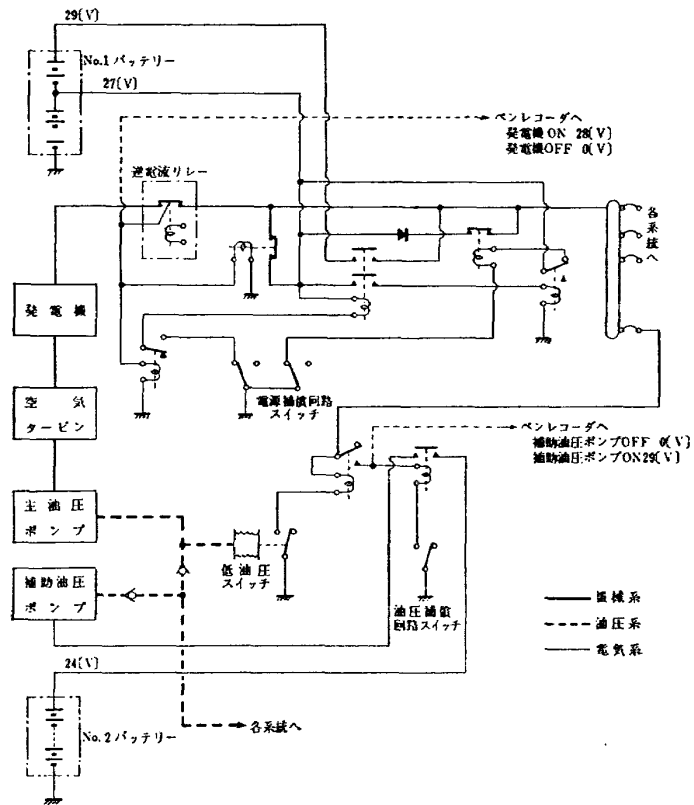 29[V]
No.1 バッテリー
27[V]
ペンレコーダへ
発電機 ON 28[V]
発電機OFF 0[V]
逆電流リレー
各系統へ
発電機
空気
タービン
電源補償回路
スイッチ
ペンレコーダへ
補助油圧ポンプOFF 0[V]
補助油圧ポンプON29[V]
主油圧
ポンプ
低油圧
スイッチ
補助油圧
ポンプ
油圧補償
回路スイッチ
機械系
油圧系
電気系
24[V]
No.2 バッテリー
各系統へ